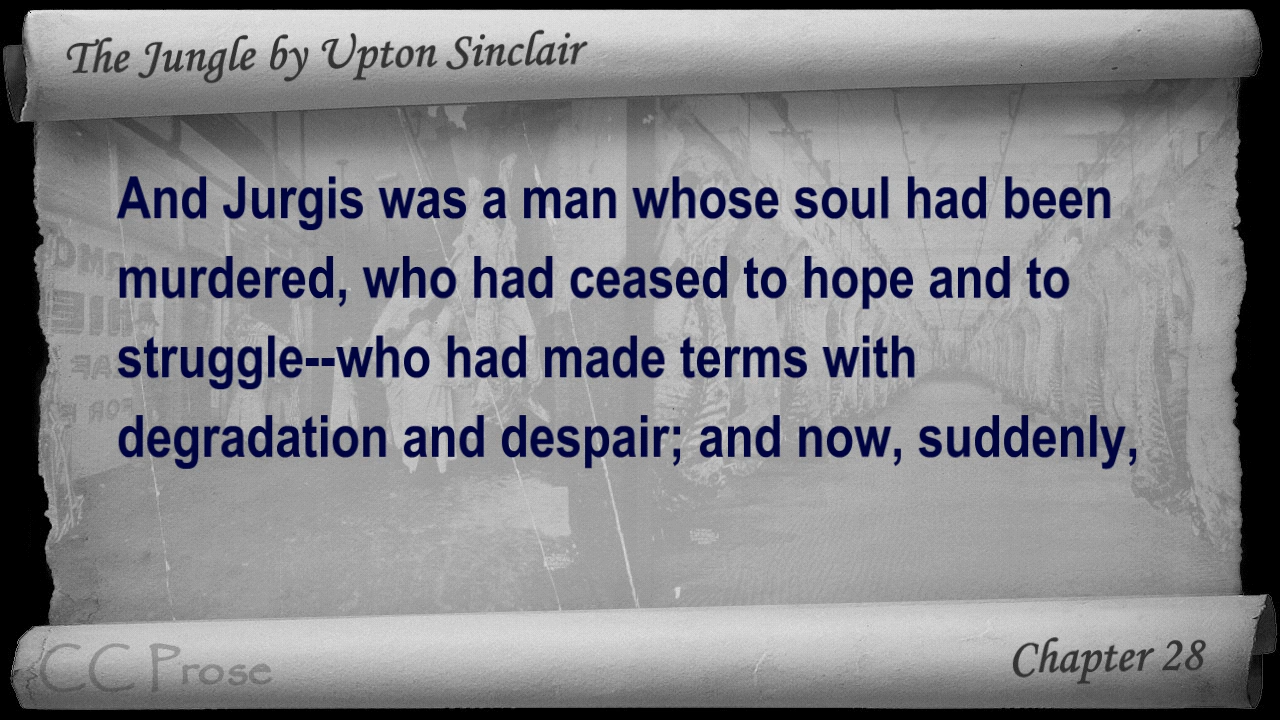 The Jungle by Upton Sinclair
And Jurgis was a man whose soul had been
murdered, who had ceased to hope and to
struggle--who had made terms with
degradation and despair; and now, suddenly,
CC Prose
Chapter 28